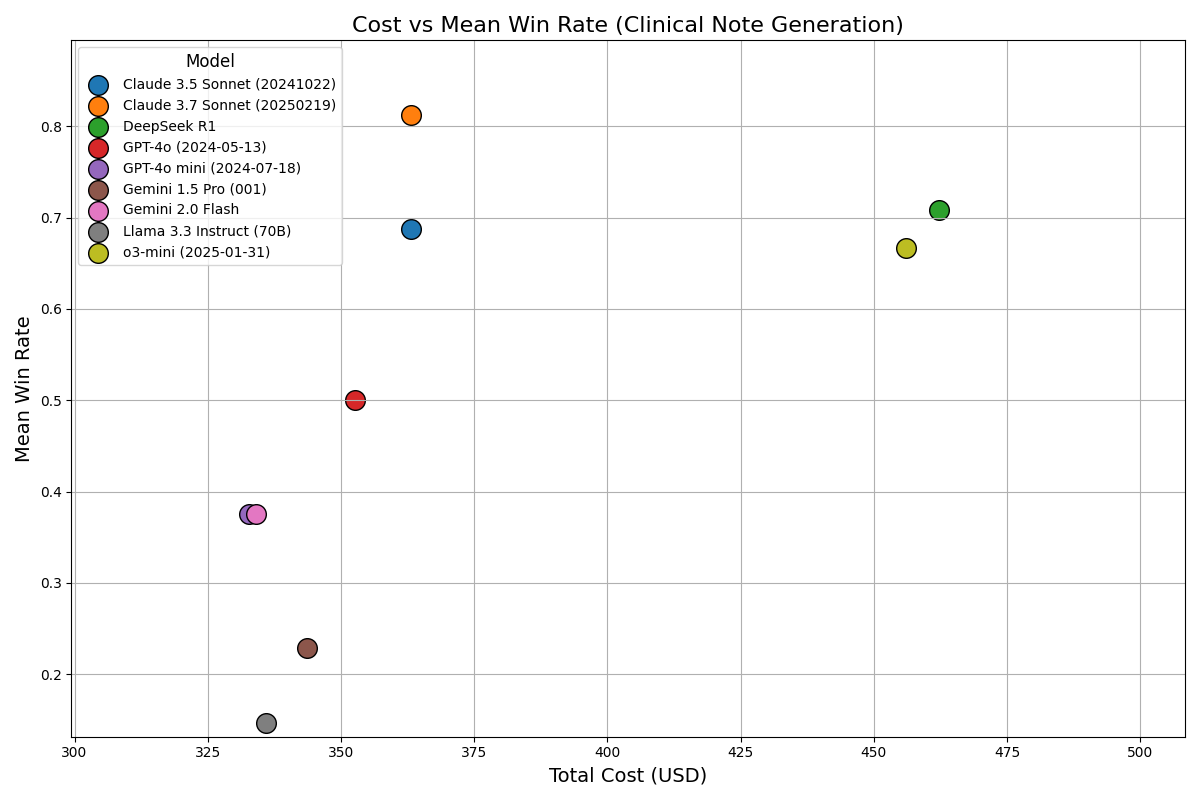 Cost vs Mean Win Rate (Clinical Note Generation)
Model
Claude 3.5 Sonnet (20241022)
Claude 3.7 Sonnet (20250219)
DeepSeek R1
GPT-4o (2024-05-13)
GPT-4o mini (2024-07-18)
Gemini 1.5 Pro (001)
Gemini 2.0 Flash
Llama 3.3 Instruct (70B)
o3-mini (2025-01-31)
Mean Win Rate
0.8
0.7
0.6
0.5
0.4
0.3
0.2
300 325 350 375 400 425 450 475 500
Total Cost (USD)